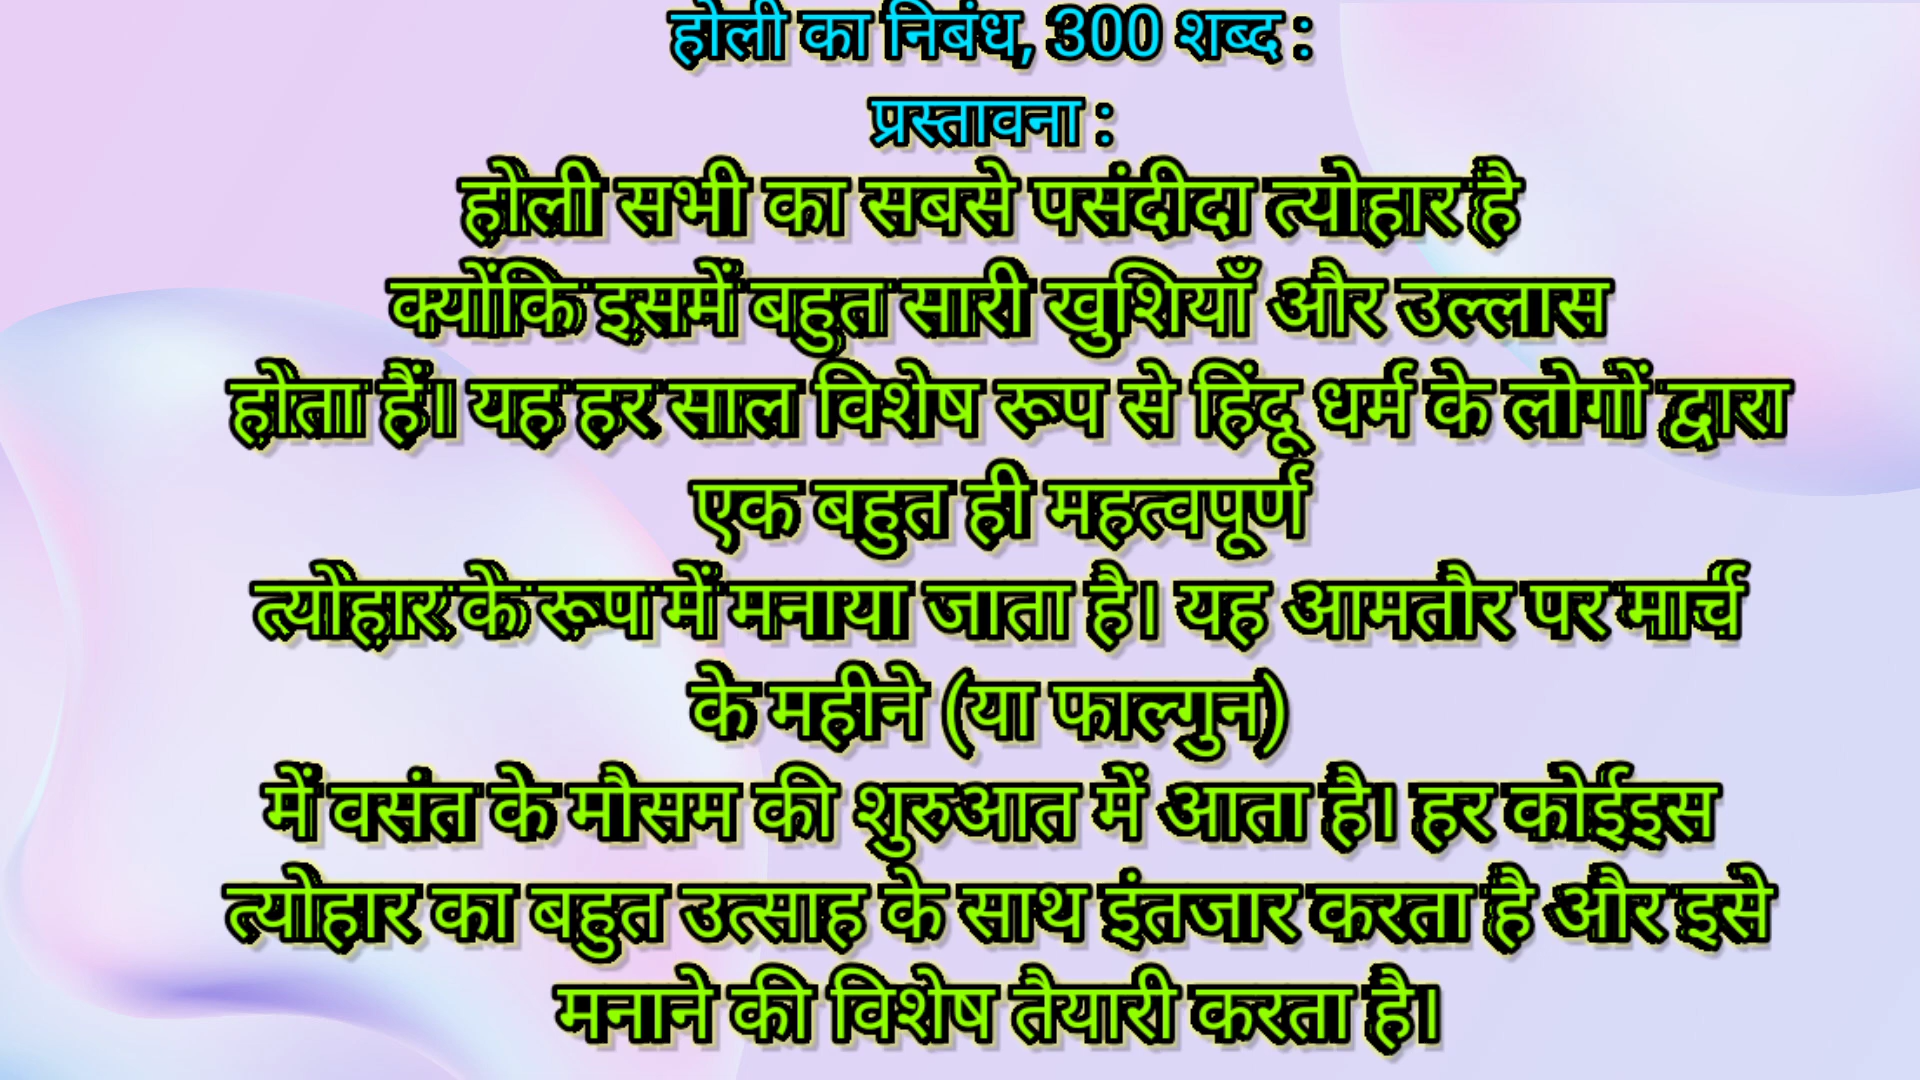 होली का निबंध, 300 शब्द :
प्रस्तावना :
होली सभी का सबसे पसंदीदा त्योहार है
क्योंकि इसमें बहुत सारी खुशियाँ और उल्लास
होता हैं। यह हर साल विशेष रूप से हिंदू धर्म के लोगों द्वारा
एक बहुत ही महत्वपूर्ण
त्योहार के रूप में मनाया जाता है। यह आमतौर पर मार्च
के महीने (या फाल्गुन)
में वसंत के मौसम की शुरुआत में आता है। हर कोईइस
त्योहार का बहुत उत्साह के साथ इंतजार करता है और इसे
मनाने की विशेष तैयारी करता है।